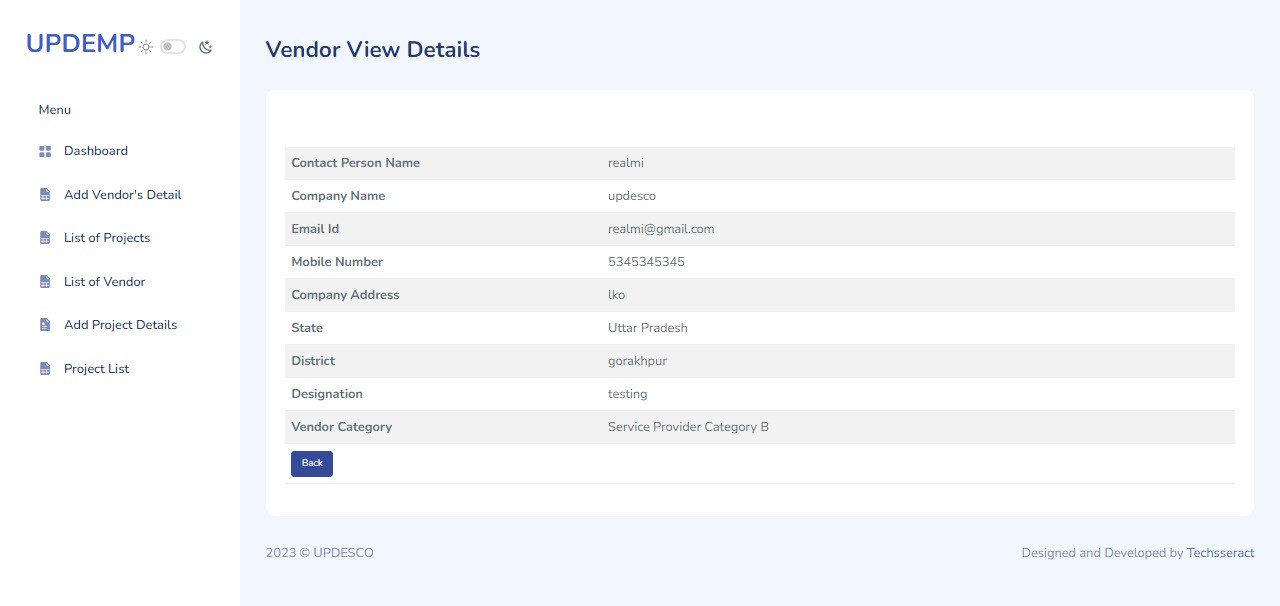 UPDEMP
Menu
Dashboard
Add Vendor's Detail
List of Projects
List of Vendor
Add Project Details
Project List
Vendor View Details
Contact Person Name realmi
Company Name updesco
Email Id realmi@gmail.com
Mobile Number 5345345345
Company Address lko
State Uttar Pradesh
District gorakhpur
Designation testing
Vendor Category Service Provider Category B
Back
2023 © UPDESCO
Designed and Developed by Techsseract